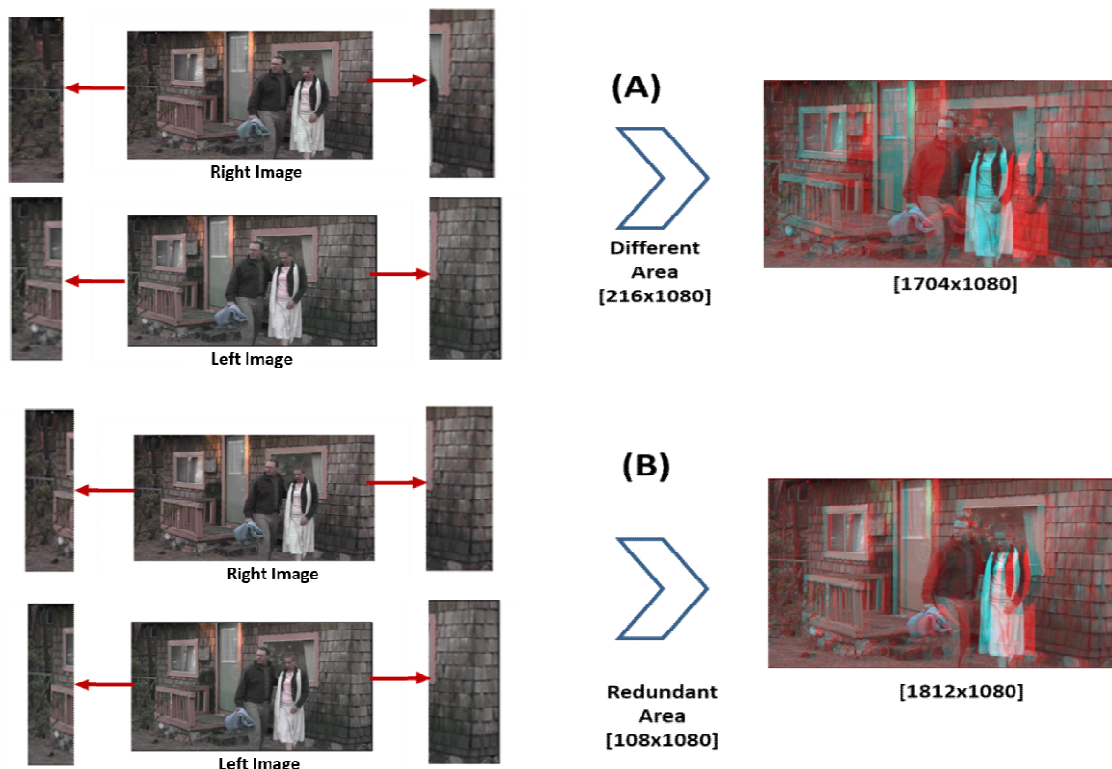 Right Image
Left Image
(A)
Different
Area
[216x1080]
[1704x1080]
Right Image
Left Image
(B)
Redundant
Area
[108x1080]
[1812x1080]